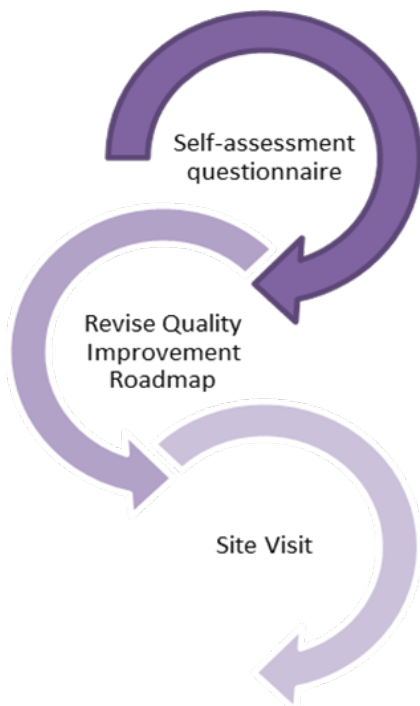 Self-assessment
questionnaire
Revise Quality
Improvement
Roadmap
Site Visit